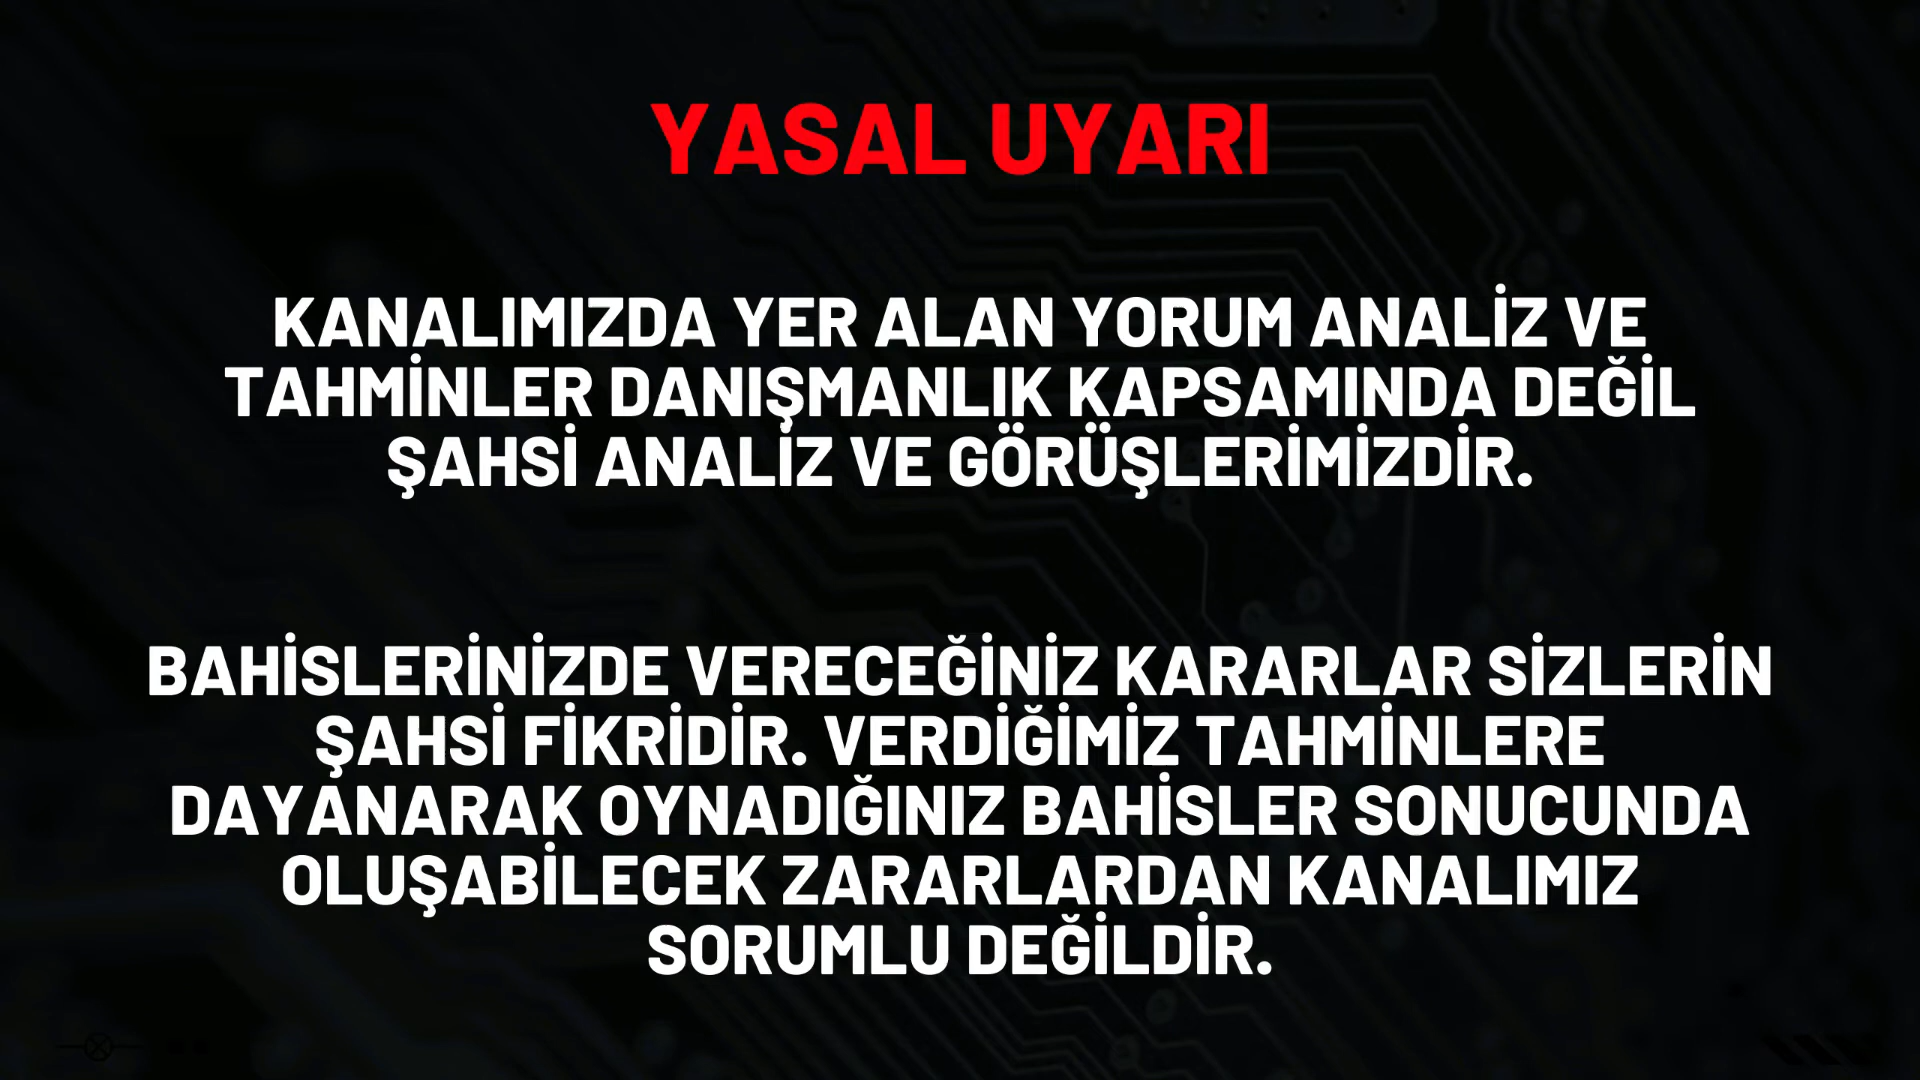 YASAL UYARI
KANALIMIZDA YER ALAN YORUM ANALİZ VE
TAHMİNLER DANIŞMANLIK KAPSAMINDA DEĞİL
ŞAHSİ ANALİZ VE GÖRÜŞLERİMİZDİR.
BAHİSLERİNİZDE VERECEĞİNİZ KARARLAR SİZLERİN
ŞAHSİ FİKRİDİR. VERDİĞİMİZ TAHMİNLERE
DAYANARAK OYNADIĞINIZ BAHİSLER SONUCUNDA
OLUŞABİLECEK ZARARLARDAN KANALIMIZ
SORUMLU DEĞİLDİR.